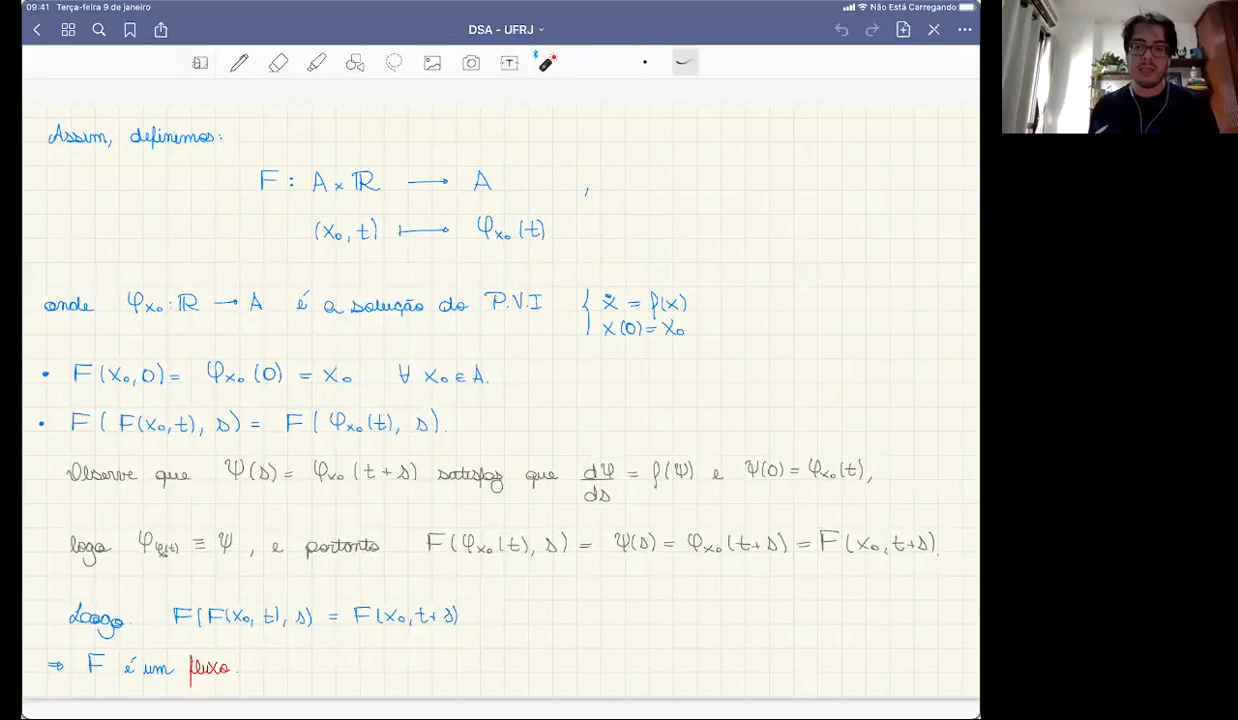 09:41 Terça-feira 9 de janeiro
Não Está Carregando
DSA - UFRJ
Assim, definimos:
F : A × ℝ ⟶ A ,
(x₀, t) ⟼ φₓ₀(t)
onde φₓ₀ : ℝ → A é a solução do P.V.I { ẋ = f(x)
x(0) = x₀
• F(x₀, 0) = φₓ₀(0) = x₀ ∀ x₀ ∈ A.
• F( F(x₀, t), s) = F( φₓ₀(t), s).
Observe que Ψ(s) = φₓ₀(t + s) satisfaz que dΨ/ds = f(Ψ) e Ψ(0) = φₓ₀(t),
logo φ_{φₓ₀(t)} ≡ Ψ , e portanto F(φₓ₀(t), s) = Ψ(s) = φₓ₀(t+s) = F(x₀, t+s).
Logo F(F(x₀, t), s) = F(x₀, t+s)
⇒ F é um fluxo.